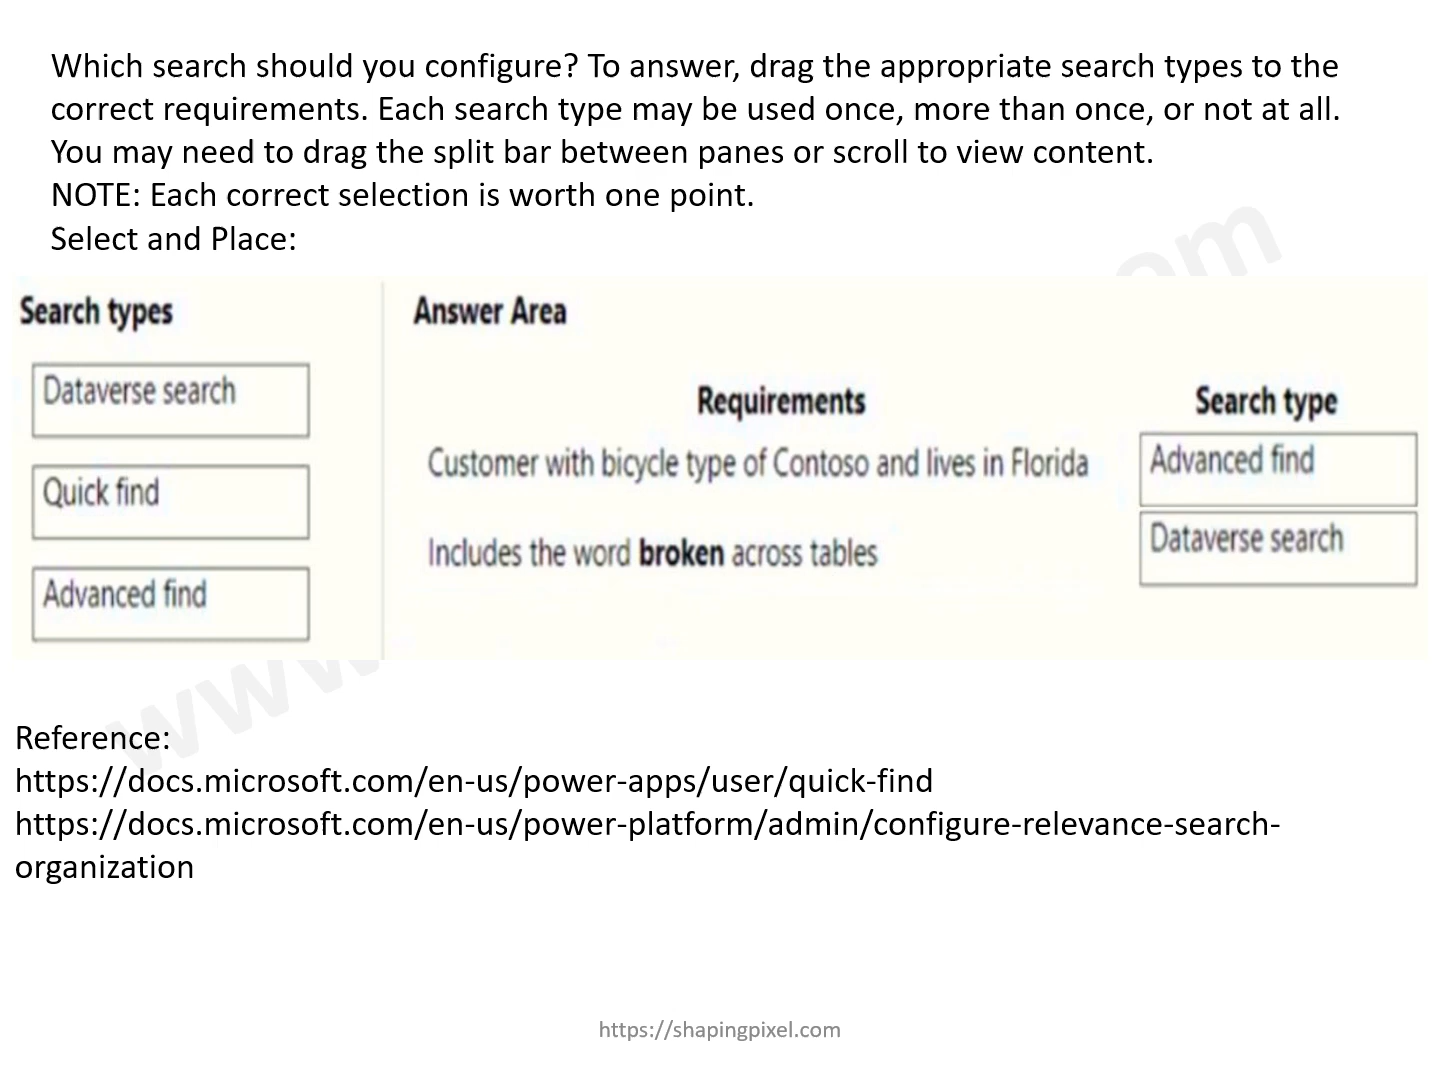 Which search should you configure? To answer, drag the appropriate search types to the
correct requirements. Each search type may be used once, more than once, or not at all.
You may need to drag the split bar between panes or scroll to view content.
NOTE: Each correct selection is worth one point.
Select and Place:
Search types
Dataverse search
Quick find
Advanced find
Answer Area
Requirements
Search type
Customer with bicycle type of Contoso and lives in Florida
Advanced find
Includes the word broken across tables
Dataverse search
Reference:
https://docs.microsoft.com/en-us/power-apps/user/quick-find
https://docs.microsoft.com/en-us/power-platform/admin/configure-relevance-search-
organization
https://shapingpixel.com